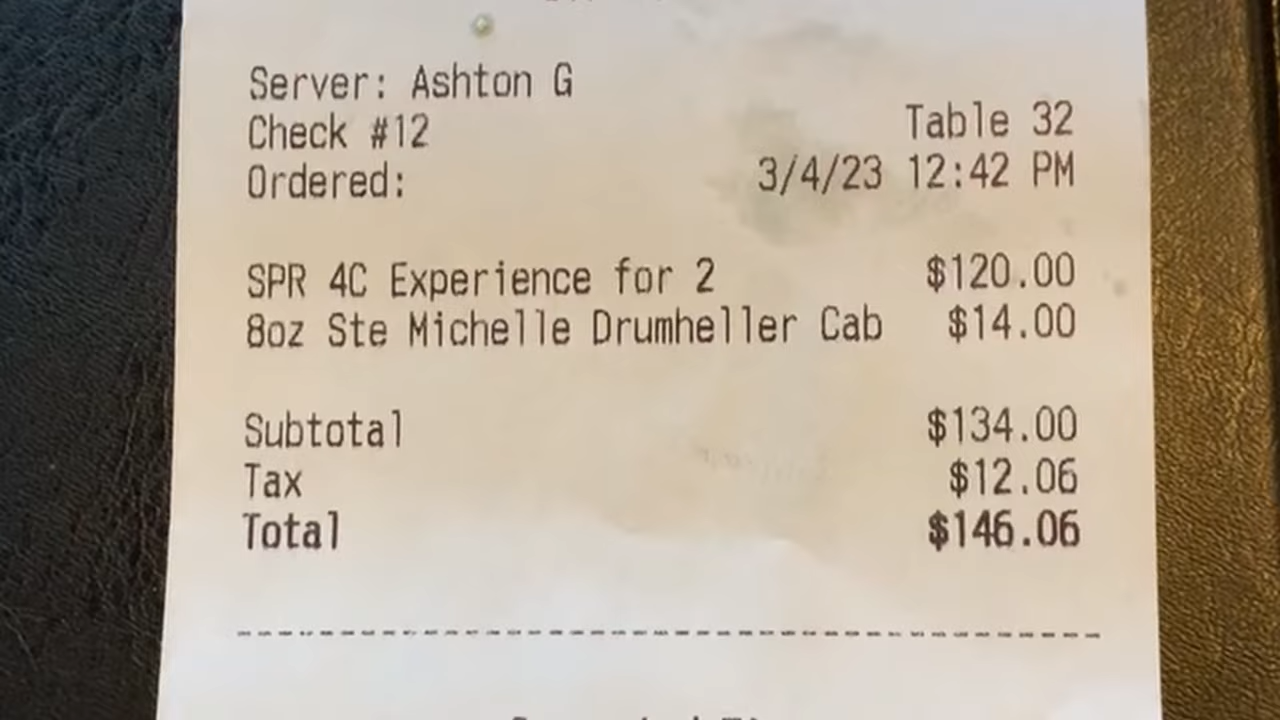 Server: Ashton G
Check #12 Table 32
Ordered: 3/4/23 12:42 PM
SPR 4C Experience for 2 $120.00
8oz Ste Michelle Drumheller Cab $14.00
Subtotal $134.00
Tax $12.06
Total $146.06